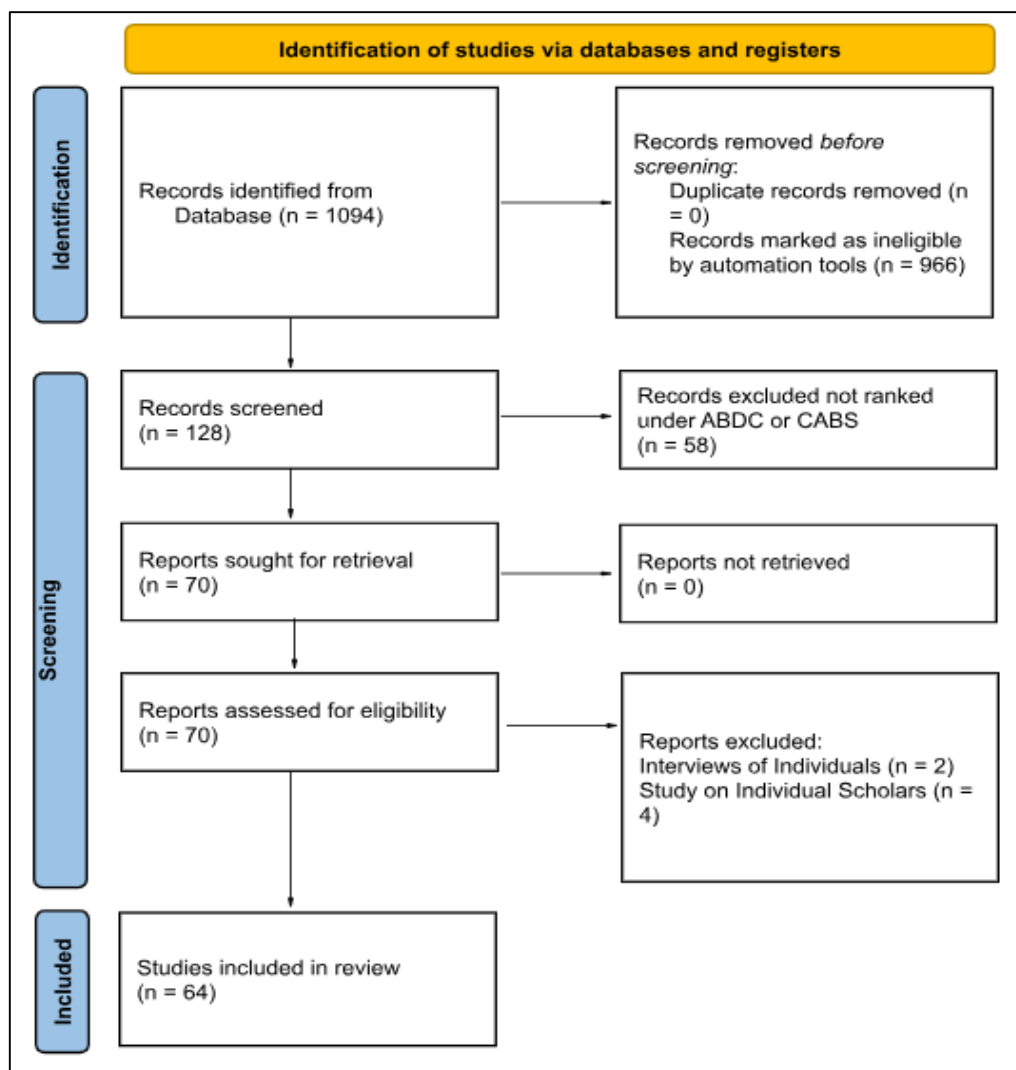 Identification of studies via databases and registers
Identification
Records identified from
Database (n = 1094)
Records removed before
screening:
Duplicate records removed (n
= 0)
Records marked as ineligible
by automation tools (n = 966)
Screening
Records screened
(n = 128)
Records excluded not ranked
under ABDC or CABS
(n = 58)
Reports sought for retrieval
(n = 70)
Reports not retrieved
(n = 0)
Reports assessed for eligibility
(n = 70)
Reports excluded:
Interviews of Individuals (n = 2)
Study on Individual Scholars (n =
4)
Included
Studies included in review
(n = 64)